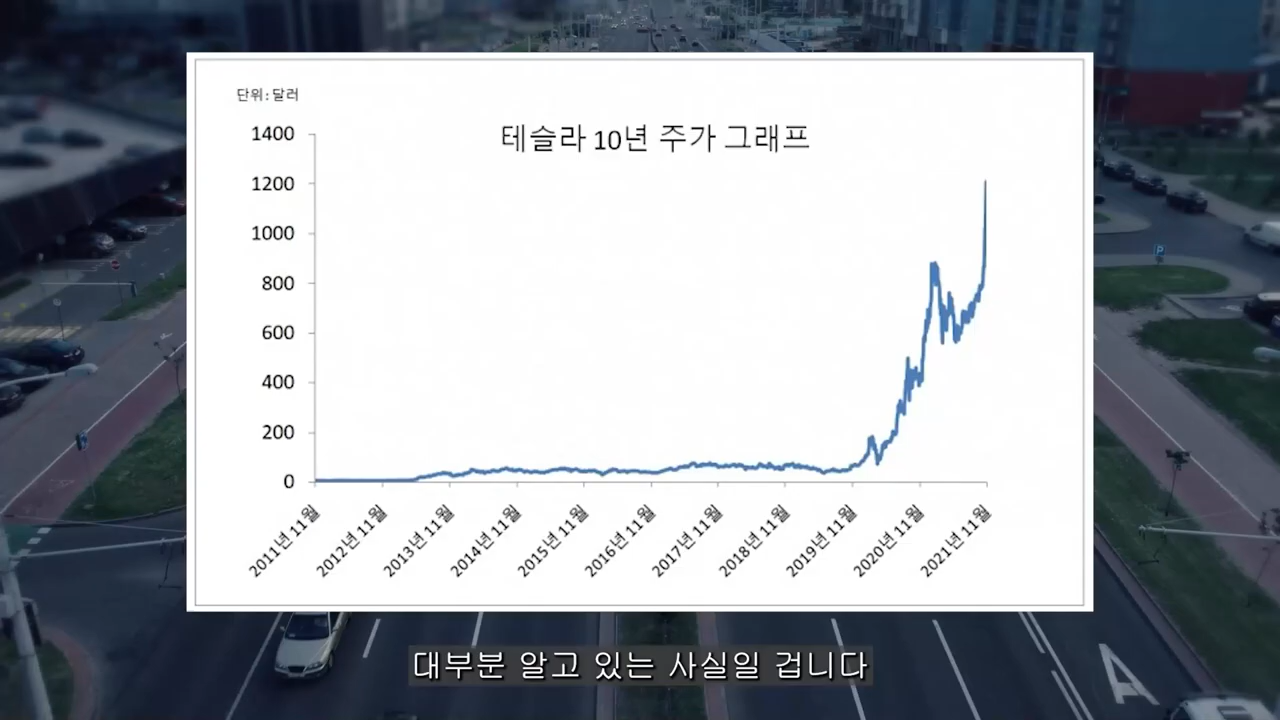 단위:달러
테슬라 10년 주가 그래프
1400
1200
1000
800
600
400
200
0
2011년 11월
2012년 11월
2013년 11월
2014년 11월
2015년 11월
2016년 11월
2017년 11월
2018년 11월
2019년 11월
2020년 11월
2021년 11월
P
A
대부분 알고 있는 사실일 겁니다